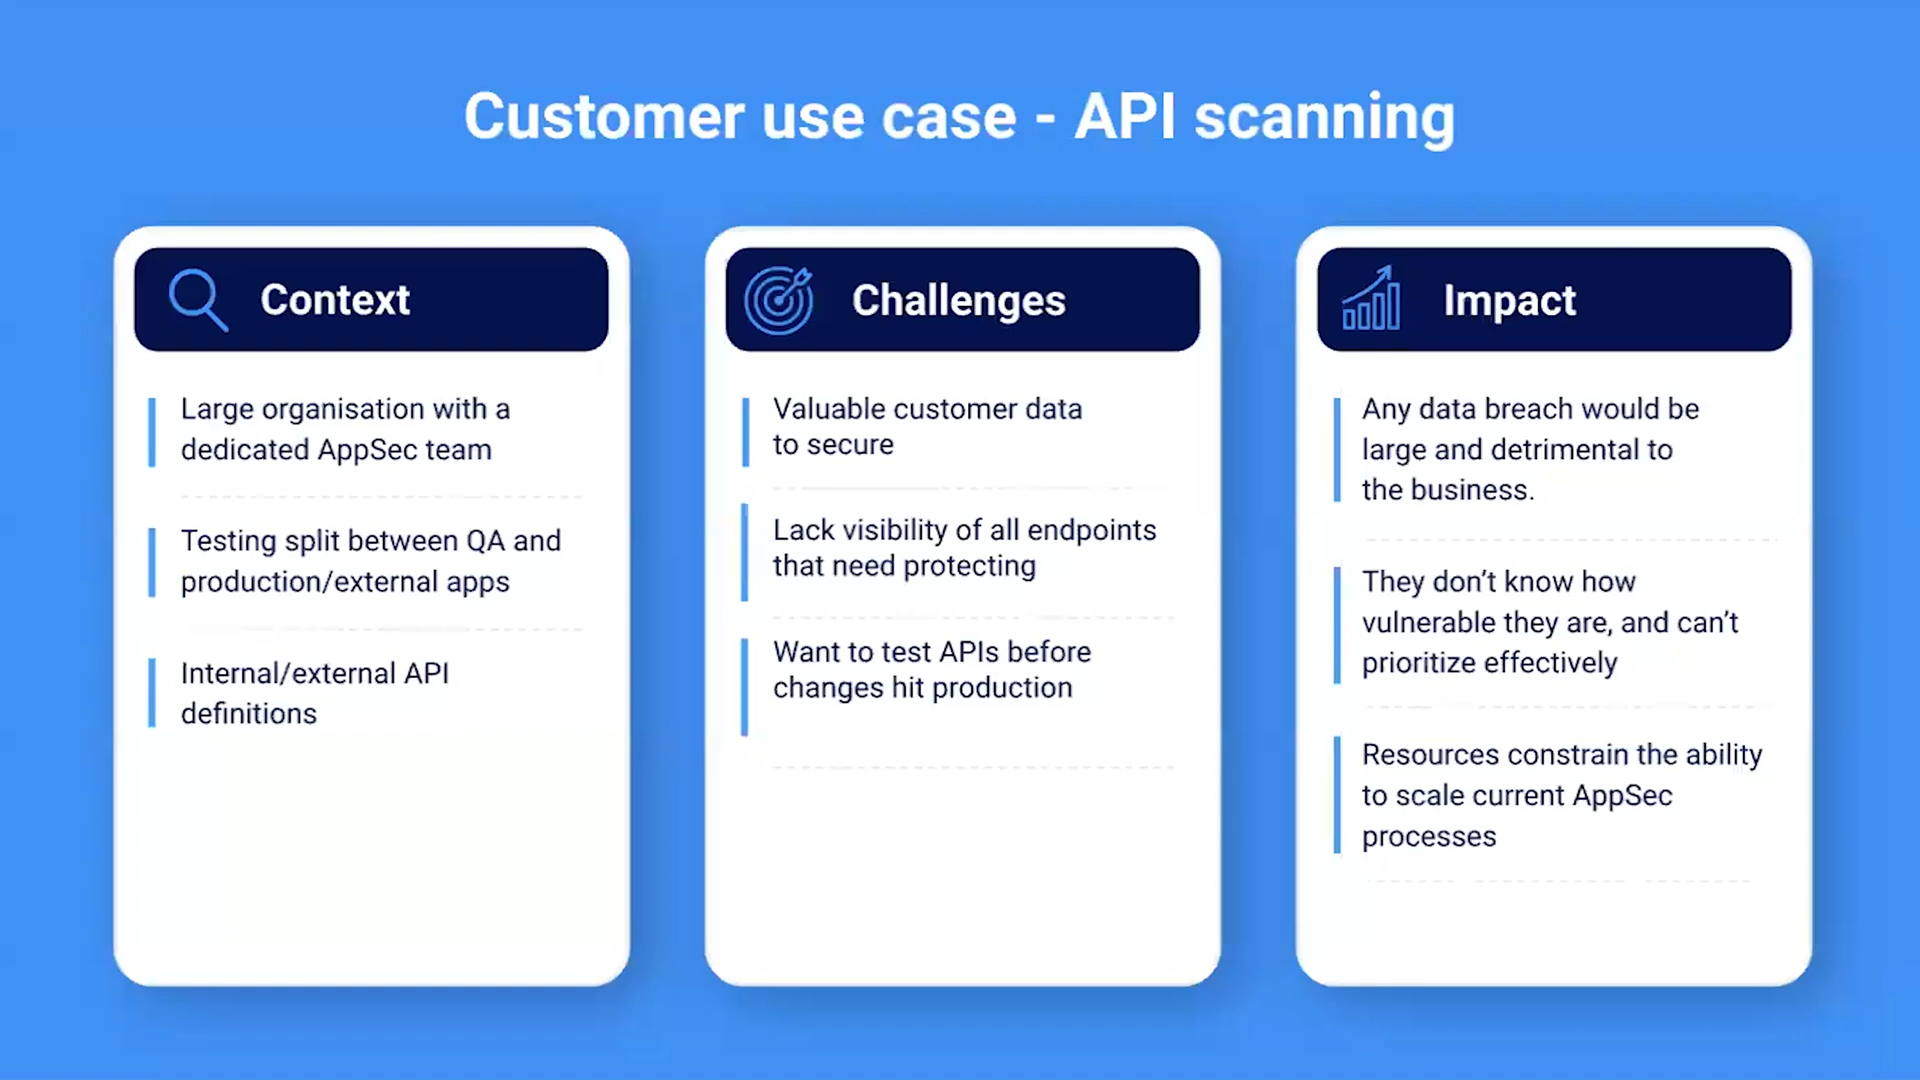 Customer use case - API scanning
Context
Large organisation with a
dedicated AppSec team
Testing split between QA and
production/external apps
Internal/external API
definitions
Challenges
Valuable customer data
to secure
Lack visibility of all endpoints
that need protecting
Want to test APIs before
changes hit production
Impact
Any data breach would be
large and detrimental to
the business.
They don’t know how
vulnerable they are, and can’t
prioritize effectively
Resources constrain the ability
to scale current AppSec
processes